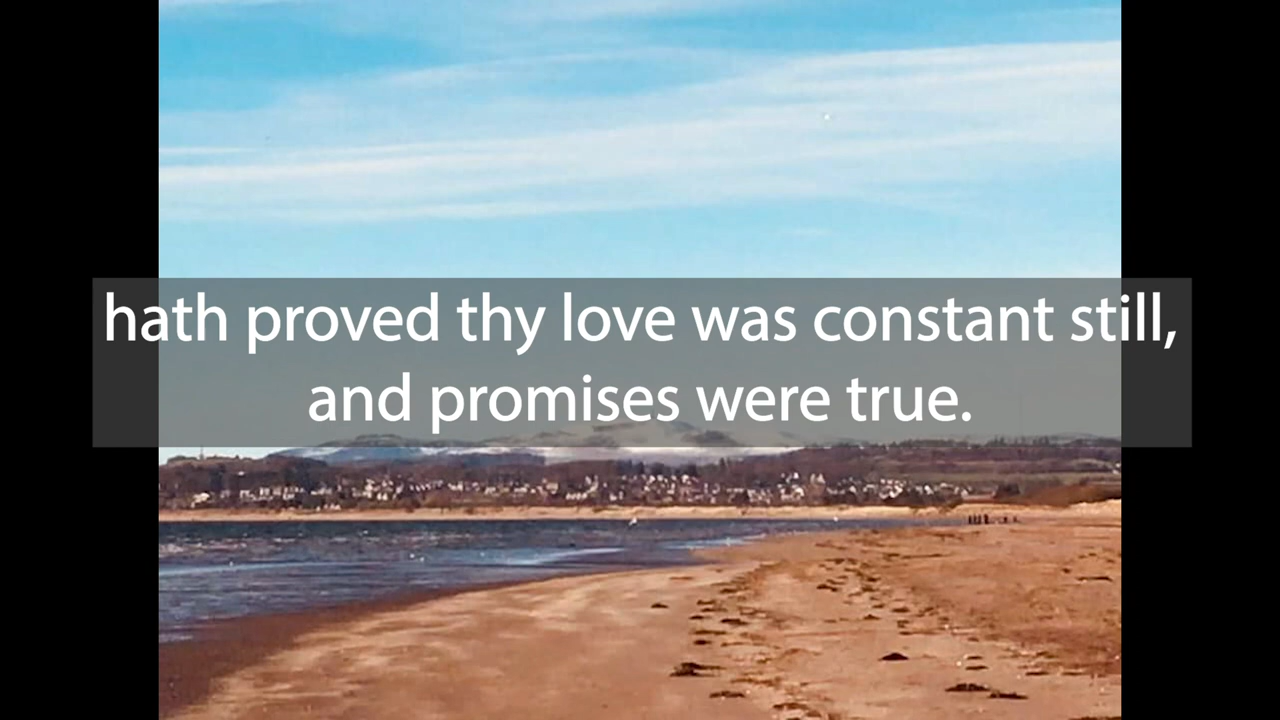 hath proved thy love was constant still,
and promises were true.